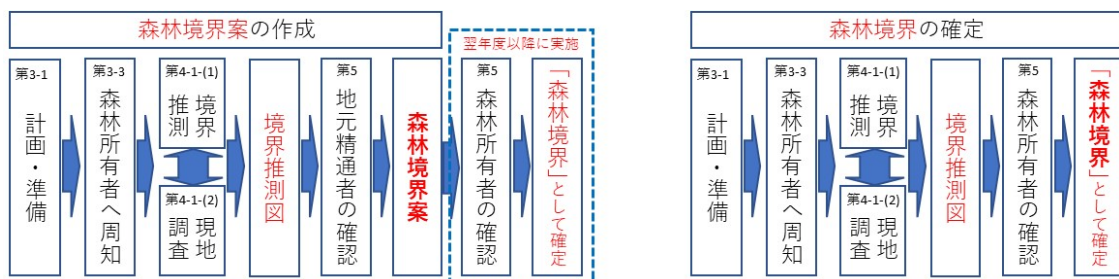 森林境界案の作成
第3-1
計画・準備
第3-3
森林所有者へ周知
第4-1-(1)
境界
推測
第4-1-(2)
現地
調査
境界推測図
第5
地元精通者の確認
森林境界案
翌年度以降に実施
第5
森林所有者の確認
「森林境界」として確定
森林境界の確定
第3-1
計画・準備
第3-3
森林所有者へ周知
第4-1-(1)
境界
推測
第4-1-(2)
現地
調査
境界推測図
第5
森林所有者の確認
「森林境界」として確定